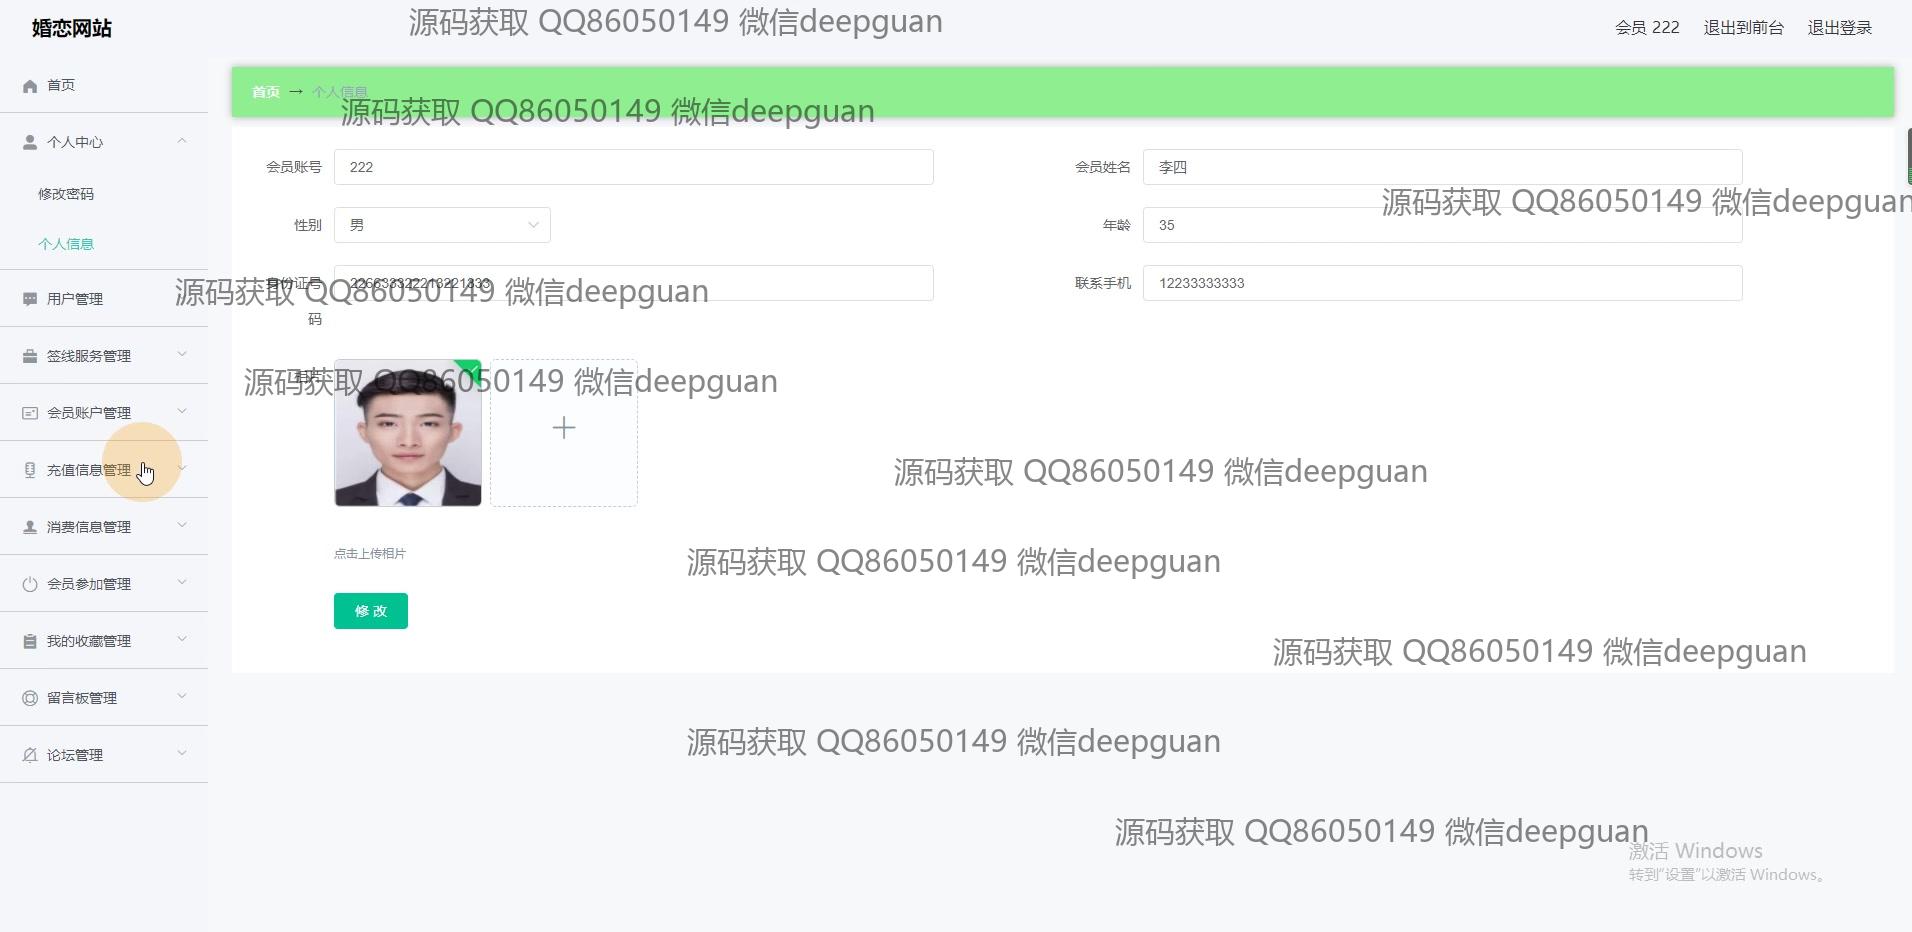 源码获取 QQ86050149 微信deepguan
婚恋网站
会员 222 退出到前台 退出登录
首页
首页 → 个人信息
源码获取 QQ86050149 微信deepguan
个人中心
会员账号 222
会员姓名 李四
修改密码
源码获取 QQ86050149 微信deepguan
性别 男
年龄 35
个人信息
身份证号码
联系手机 12233333333
用户管理
源码获取 QQ86050149 微信deepguan
签线服务管理
源码获取 QQ86050149 微信deepguan
会员账户管理
充值信息管理
源码获取 QQ86050149 微信deepguan
消费信息管理
点击上传相片
源码获取 QQ86050149 微信deepguan
会员参加管理
修 改
我的收藏管理
源码获取 QQ86050149 微信deepguan
留言板管理
源码获取 QQ86050149 微信deepguan
论坛管理
源码获取 QQ86050149 微信deepguan
激活 Windows
转到“设置”以激活 Windows。